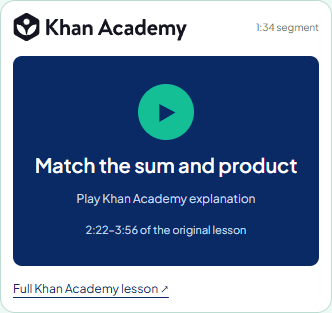 Khan Academy
1:34 segment
Match the sum and product
Play Khan Academy explanation
2:22–3:56 of the original lesson
Full Khan Academy lesson ↗